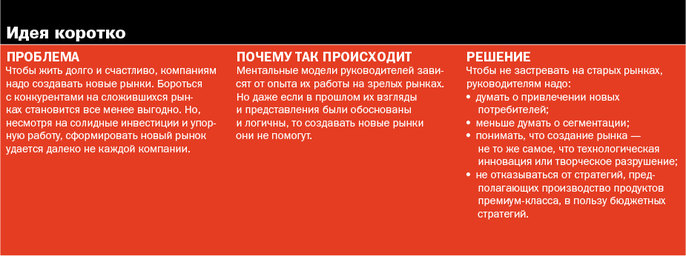 Идея коротко
ПРОБЛЕМА
Чтобы жить долго и счастливо, компаниям
надо создавать новые рынки. Бороться
с конкурентами на сложившихся рын-
ках становится все менее выгодно. Но,
несмотря на солидные инвестиции и упор-
ную работу, сформировать новый рынок
удается далеко не каждой компании.
ПОЧЕМУ ТАК ПРОИСХОДИТ
Ментальные модели руководителей зави-
сят от опыта их работы на зрелых рынках.
Но даже если в прошлом их взгляды
и представления были обоснованы
и логичны, то создавать новые рынки
они не помогут.
РЕШЕНИЕ
Чтобы не застревать на старых рынках,
руководителям надо:
• думать о привлечении новых
потребителей;
• меньше думать о сегментации;
• понимать, что создание рынка —
не то же самое, что технологическая
инновация или творческое разрушение;
• не отказываться от стратегий, пред-
полагающих производство продуктов
премиум-класса, в пользу бюджетных
стратегий.